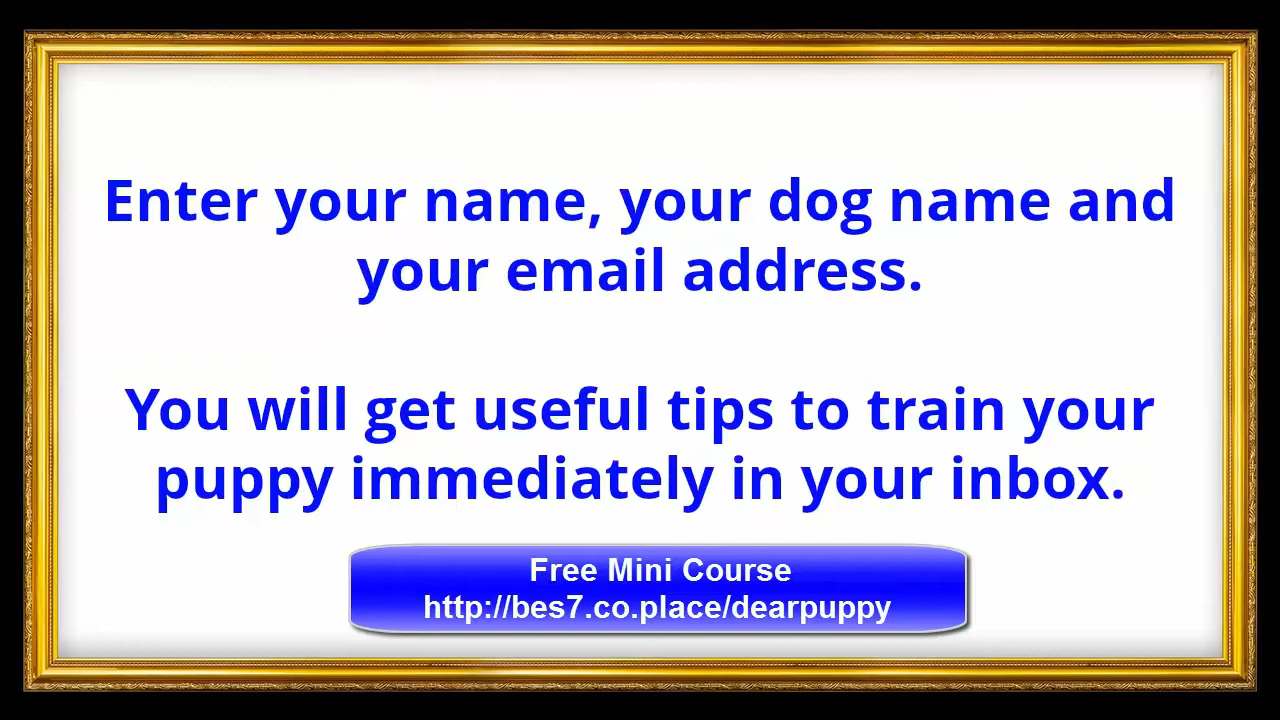 Enter your name, your dog name and
your email address.
You will get useful tips to train your
puppy immediately in your inbox.
Free Mini Course
http://bes7.co.place/dearpuppy